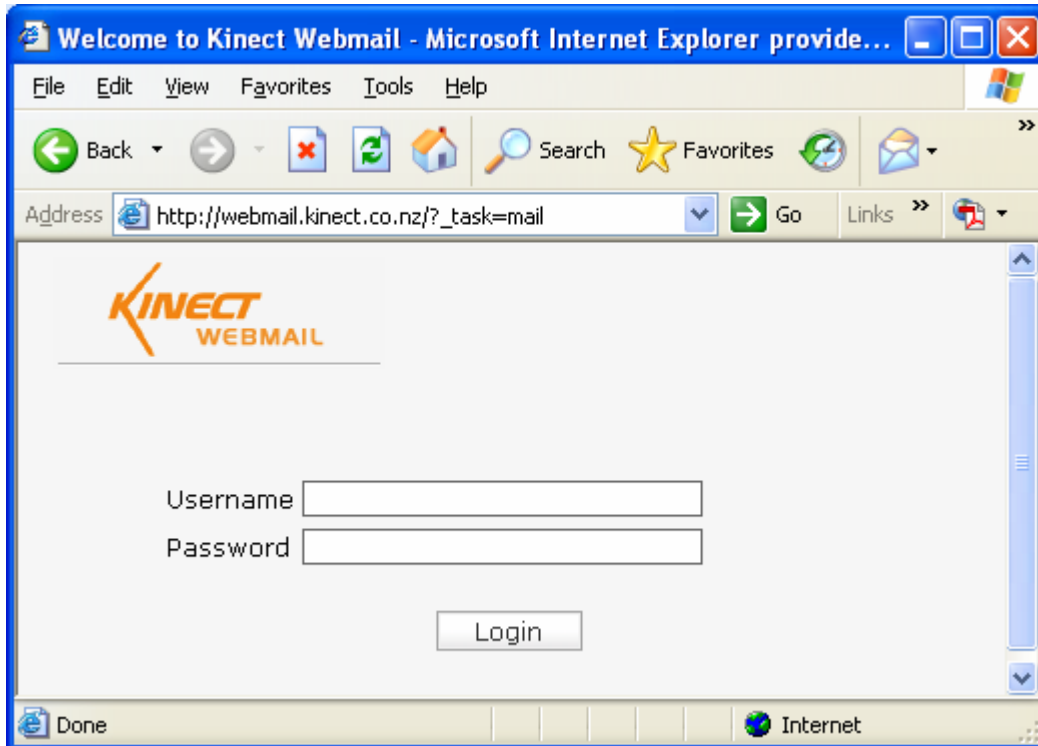 Welcome to Kinect Webmail - Microsoft Internet Explorer provide...
File Edit View Favorites Tools Help
Back Search Favorites »
Address http://webmail.kinect.co.nz/?_task=mail Go Links »
KINECT
WEBMAIL
Username
Password
Login
Done Internet